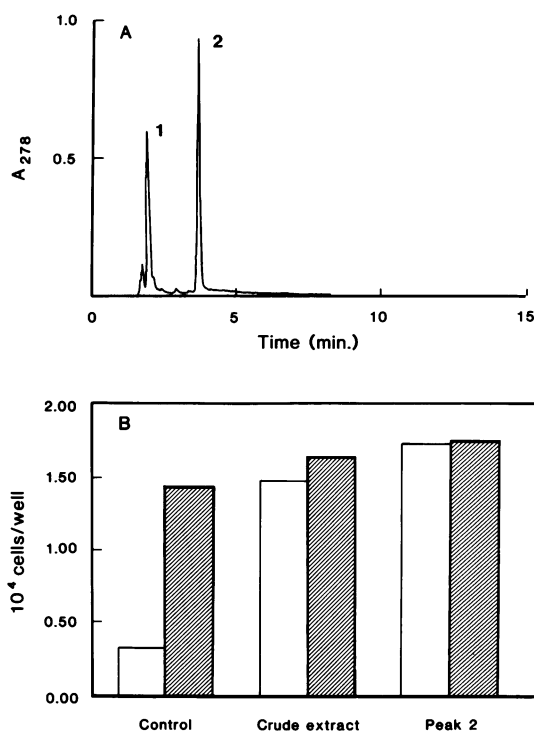 A
1.0
0.5
A278
1
2
0
5
10
15
Time (min.)
B
2.00
1.50
1.00
0.50
0.00
10⁴ cells/well
Control
Crude extract
Peak 2